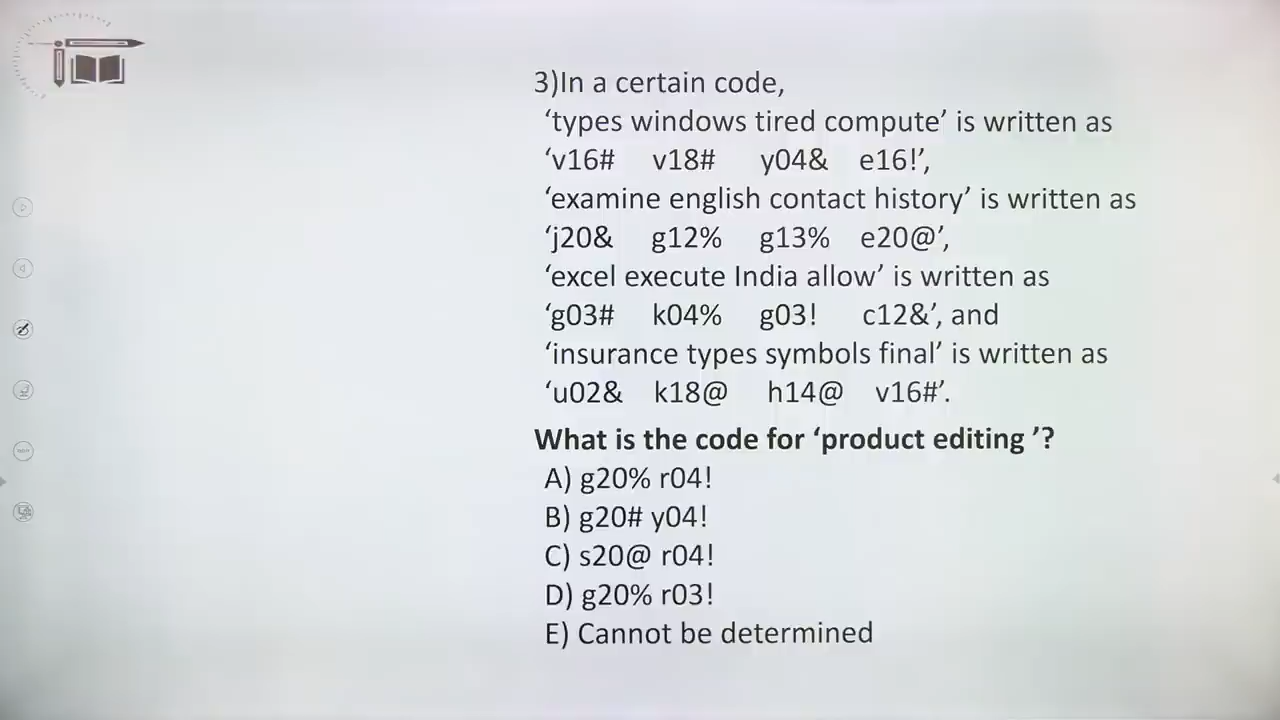 3)In a certain code,
‘types windows tired compute’ is written as
‘v16# v18# y04& e16!’,
‘examine english contact history’ is written as
‘j20& g12% g13% e20@’,
‘excel execute India allow’ is written as
‘g03# k04% g03! c12&’, and
‘insurance types symbols final’ is written as
‘u02& k18@ h14@ v16#’.
What is the code for ‘product editing ’?
A) g20% r04!
B) g20# y04!
C) s20@ r04!
D) g20% r03!
E) Cannot be determined